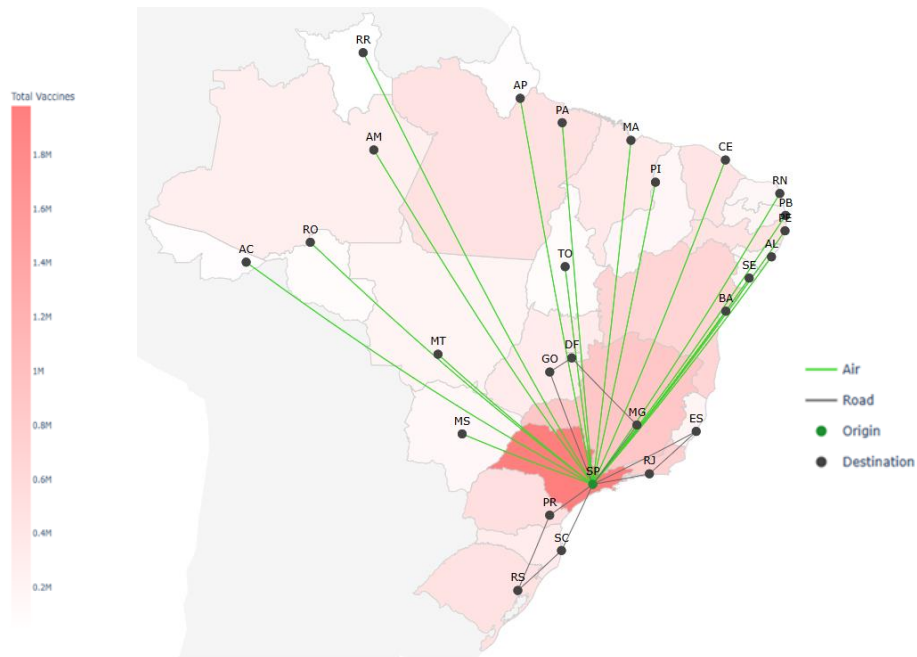 RR
Total Vaccines
AP
PA
MA
AM
CE
PI
RN
PB
PE
RO
AC
AL
TO
SE
BA
MT
DF
GO
MG
ES
MS
RJ
SP
PR
SC
RS
1.8M
1.6M
1.4M
1.2M
1M
0.8M
0.6M
0.4M
0.2M
Air
Road
Origin
Destination